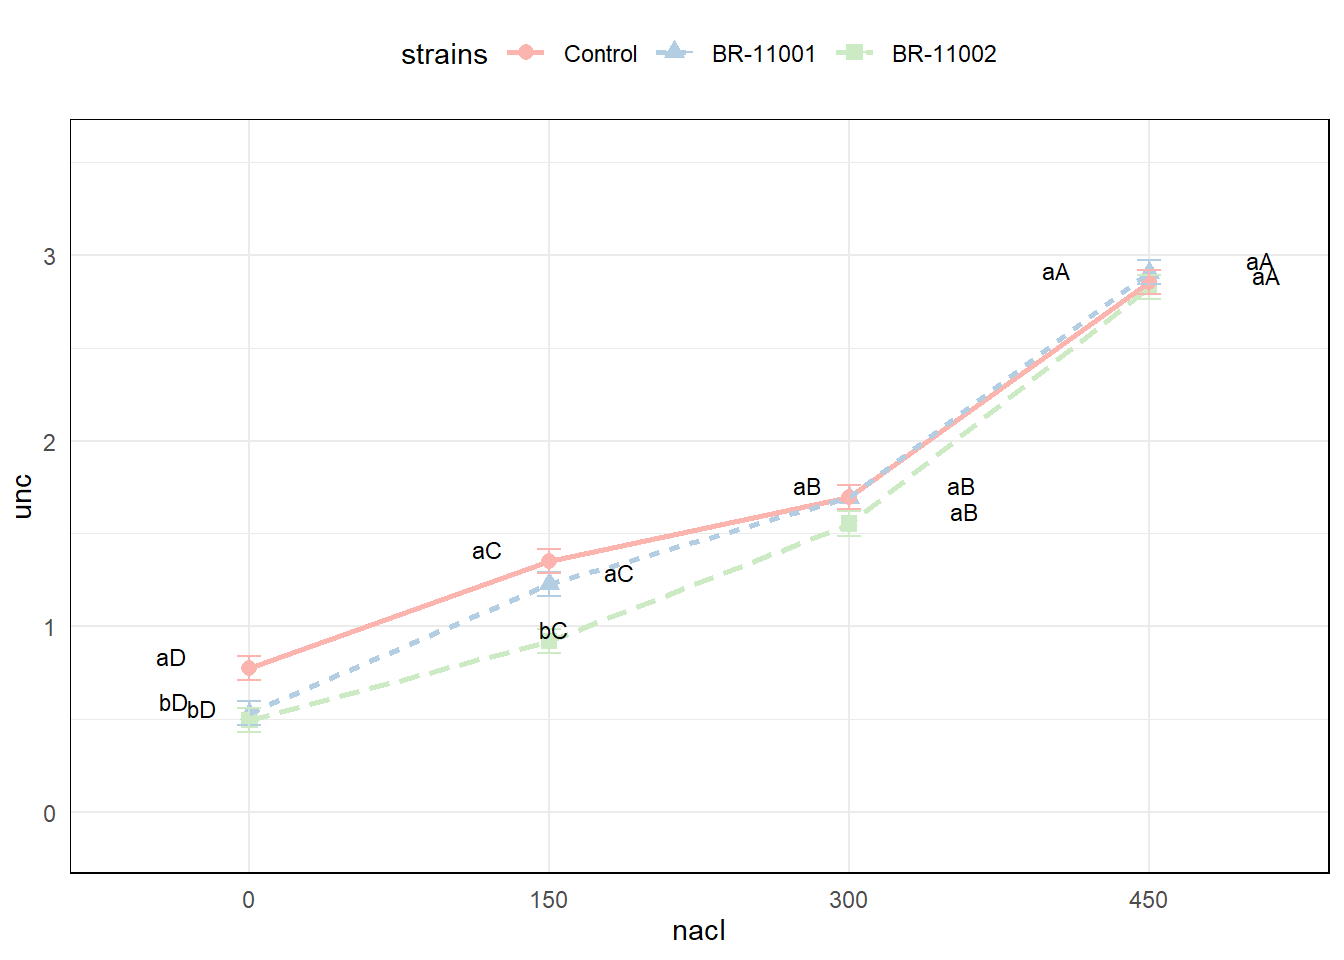 strains Control BR-11001 BR-11002
3
2
1
0
unc
aA
aA
aA
aB
aB
aB
aC
aC
bC
aD
bD
bD
0 150 300 450
nacl